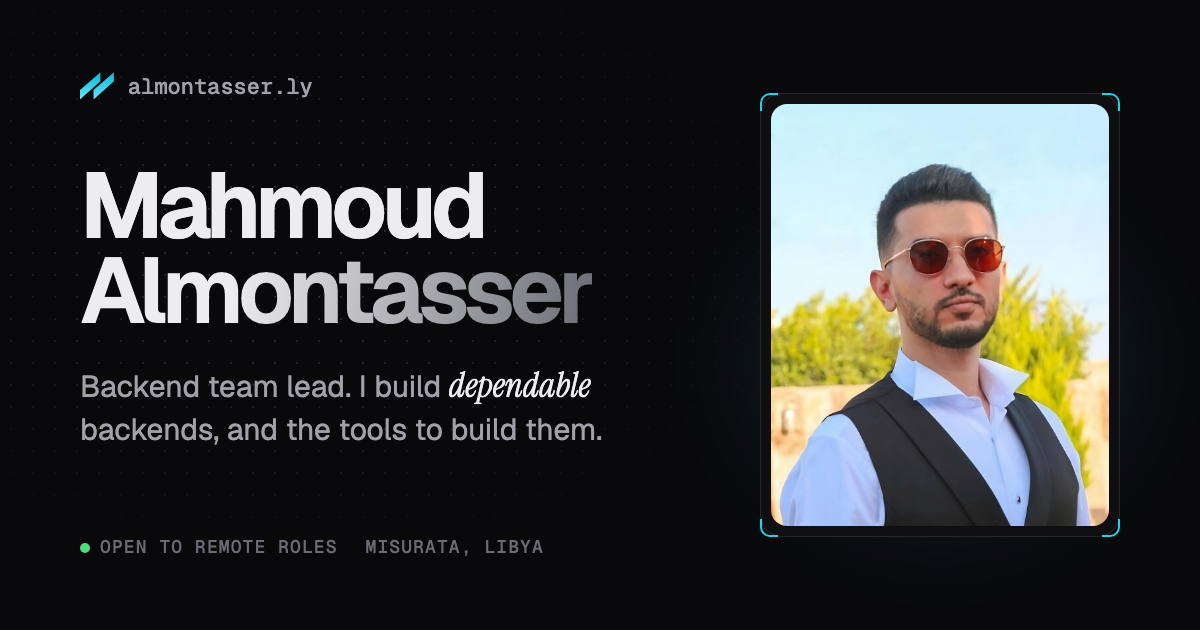 almontasser.ly
Mahmoud
Almontasser
Backend team lead. I build dependable
backends, and the tools to build them.
OPEN TO REMOTE ROLES MISURATA, LIBYA